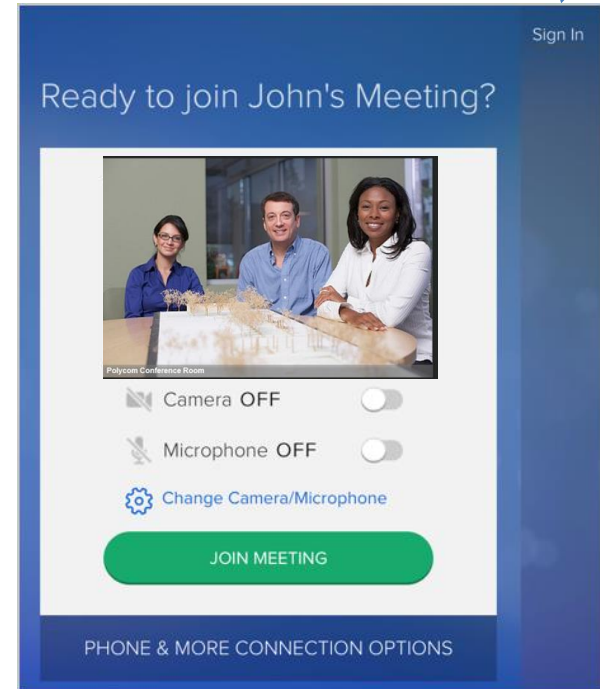 Sign In
Ready to join John's Meeting?
Polycom Conference Room
Camera OFF
Microphone OFF
Change Camera/Microphone
JOIN MEETING
PHONE & MORE CONNECTION OPTIONS